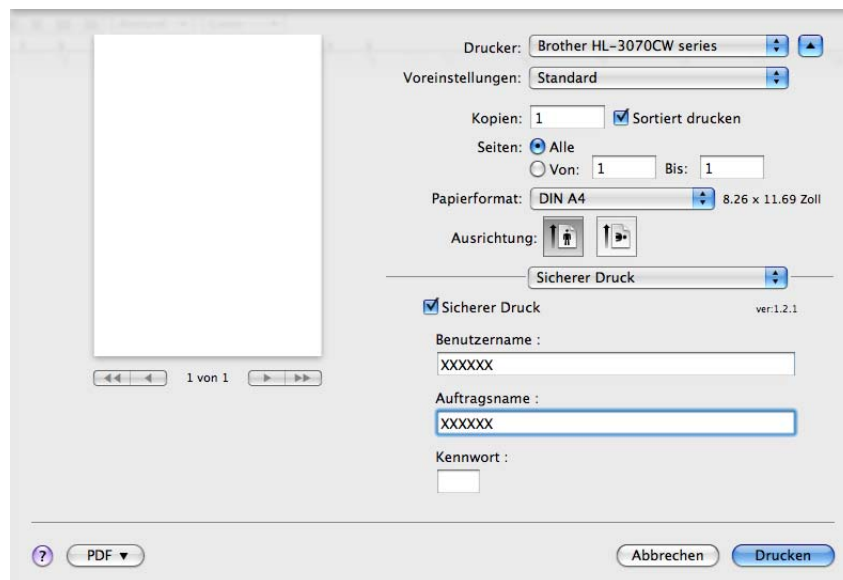 Drucker: Brother HL-3070CW series
Voreinstellungen: Standard
Kopien: 1 Sortiert drucken
Seiten: Alle
Von: 1 Bis: 1
Papierformat: DIN A4 8.26 x 11.69 Zoll
Ausrichtung:
Sicherer Druck
Sicherer Druck ver:1.2.1
Benutzername :
XXXXXX
1 von 1
Auftragsname :
XXXXXX
Kennwort :
? PDF Abbrechen Drucken